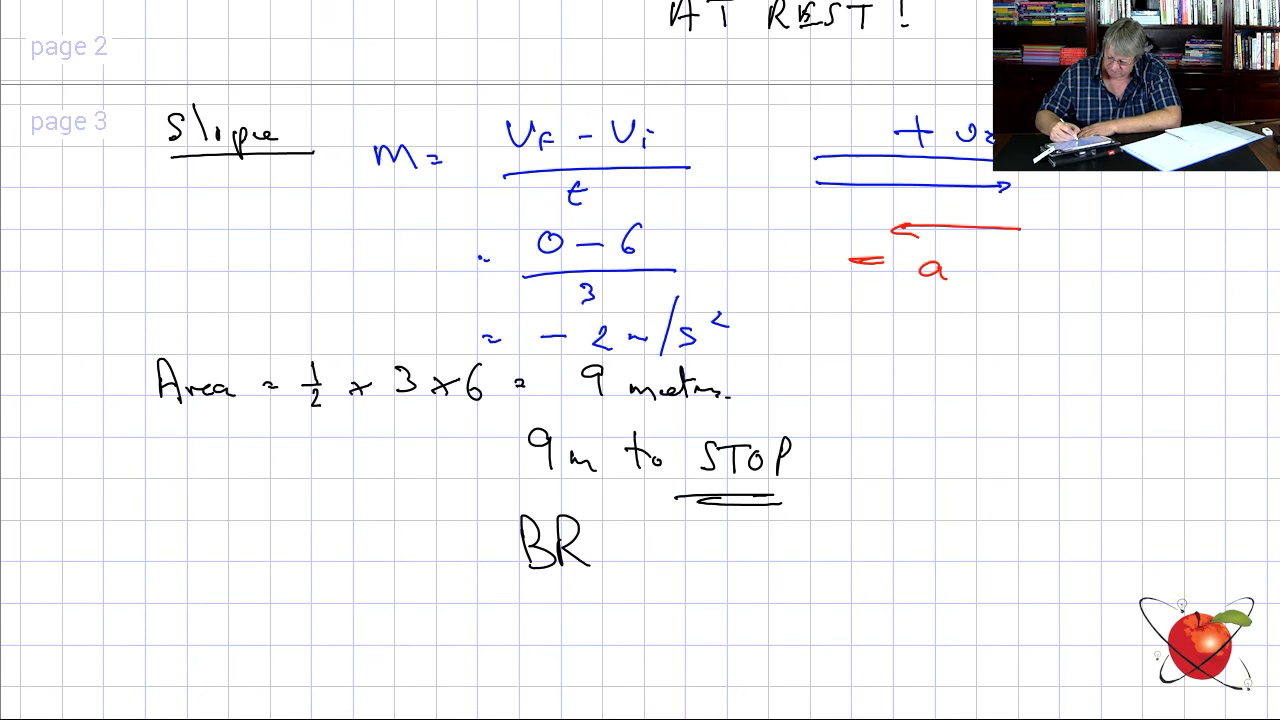 AT REST!
page 2
page 3
Slope
m = VF - Vi
t
+ ve
= 0 - 6
3
- a
= - 2 m/s²
Area = 1/2 × 3 × 6 = 9 metres.
9m to STOP
BR